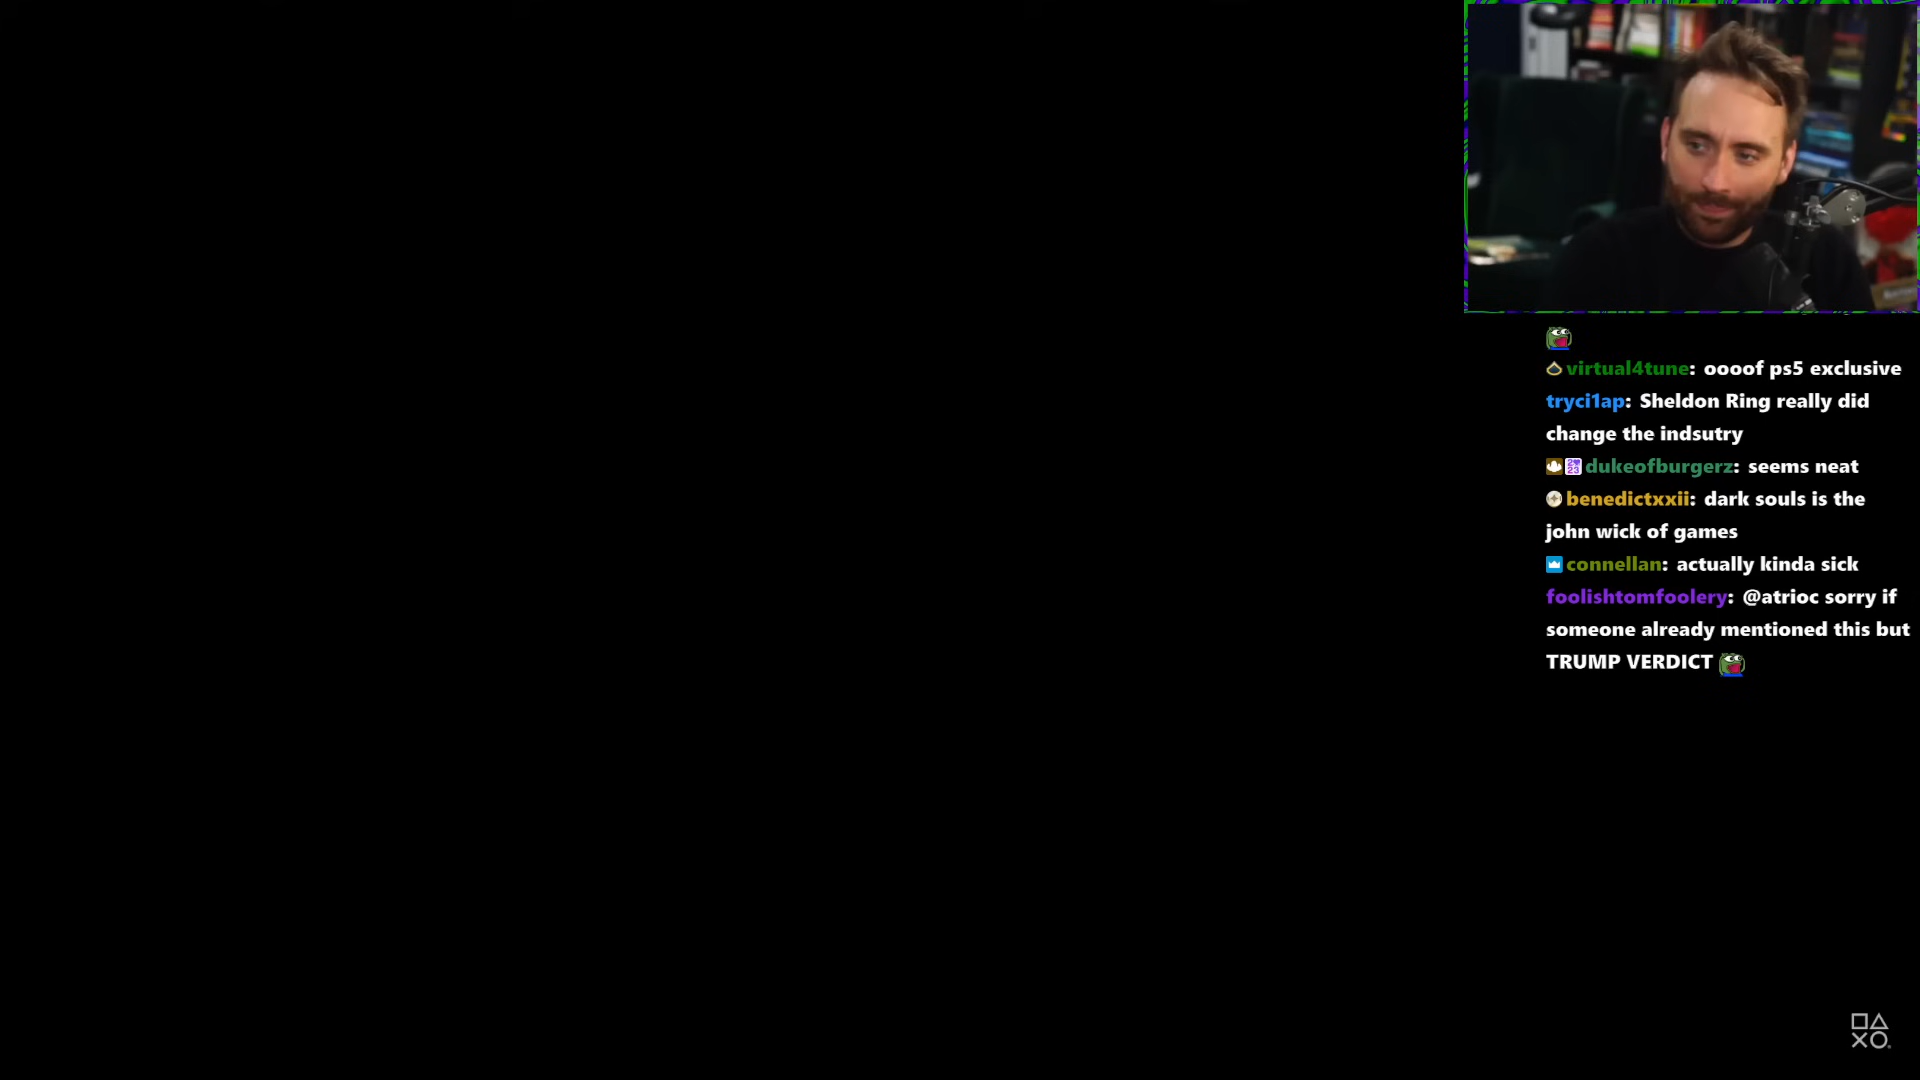 virtual4tune: oooof ps5 exclusive
tryci1ap: Sheldon Ring really did
change the indsutry
dukeofburgerz: seems neat
benedictxxii: dark souls is the
john wick of games
connellan: actually kinda sick
foolishtomfoolery: @atrioc sorry if
someone already mentioned this but
TRUMP VERDICT